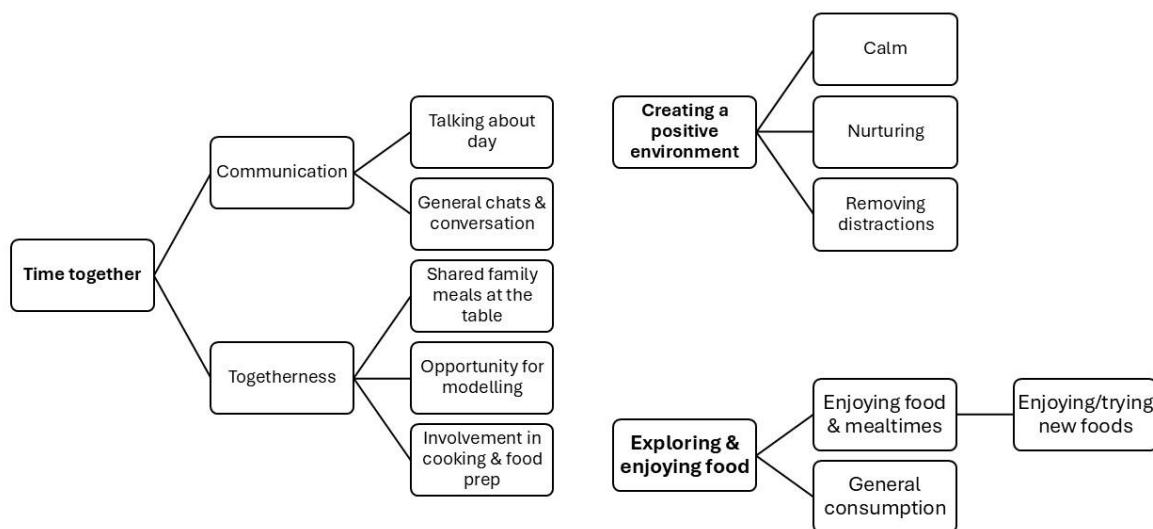 Time together
Communication
Talking about
day
General chats &
conversation
Togetherness
Shared family
meals at the
table
Opportunity for
modelling
Involvement in
cooking & food
prep
Creating a
positive
environment
Calm
Nurturing
Removing
distractions
Exploring &
enjoying food
Enjoying food
& mealtimes
Enjoying/trying
new foods
General
consumption